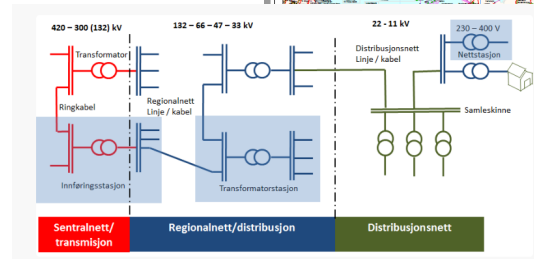 420 – 300 (132) kV
132 – 66 – 47 – 33 kV
22 - 11 kV
230 – 400 V
Transformator
Distribusjonsnett
Linje / kabel
Nettstasjon
Ringkabel
Regionalnett
Linje / kabel
Samleskinne
Innføringsstasjon
Transformatorstasjon
Sentralnett/
transmisjon
Regionalnett/distribusjon
Distribusjonsnett